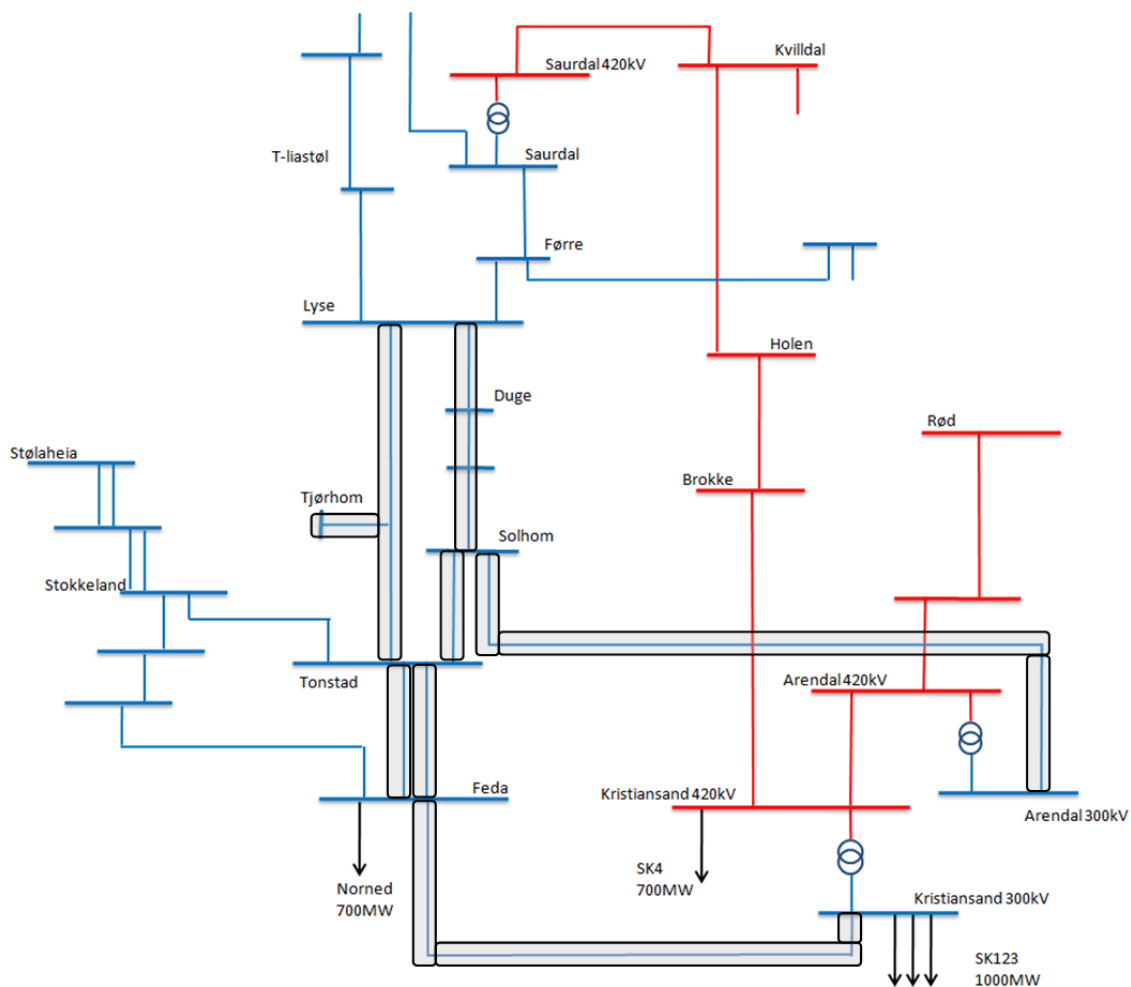 Saurdal 420kV
Kvilldal
T-liastøl
Saurdal
Førre
Lyse
Holen
Duge
Rød
Stølaheia
Brokke
Tjørhom
Solhom
Stokkeland
Tonstad
Arendal 420kV
Feda
Kristiansand 420kV
Arendal 300kV
SK4
700MW
Norned
700MW
Kristiansand 300kV
SK123
1000MW